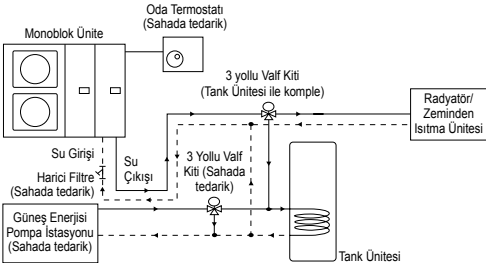 Oda Termostatı
(Sahada tedarik)
Monoblok Ünite
3 yollu Valf Kiti
(Tank Ünitesi ile komple)
Radyatör/
Zeminden
Isıtma Ünitesi
Su Girişi
Su
Çıkışı
Harici Filtre
(Sahada tedarik)
3 Yollu Valf
Kiti (Sahada
tedarik)
Güneş Enerjisi
Pompa İstasyonu
(Sahada tedarik)
Tank Ünitesi